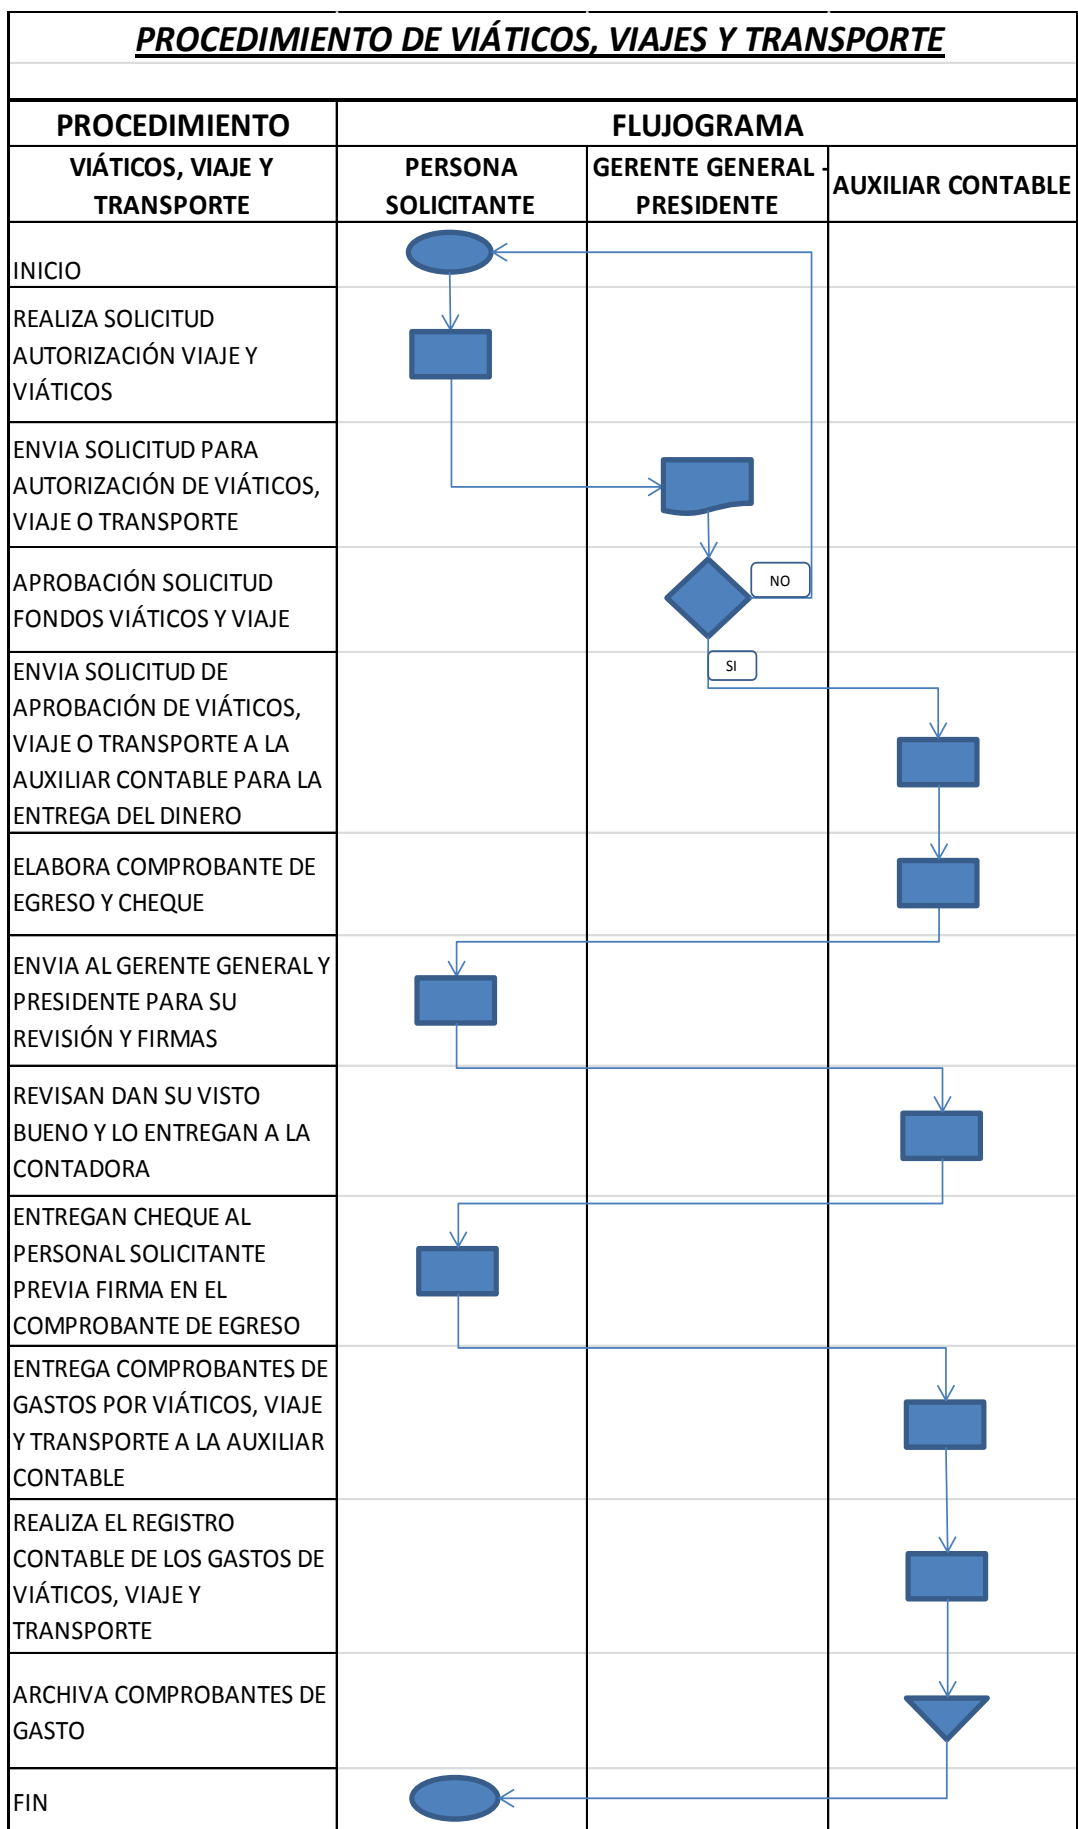 PROCEDIMIENTO DE VIÁTICOS, VIAJES Y TRANSPORTE
PROCEDIMIENTO
FLUJOGRAMA
VIÁTICOS, VIAJE Y
TRANSPORTE
PERSONA
SOLICITANTE
GERENTE GENERAL -
PRESIDENTE
AUXILIAR CONTABLE
INICIO
REALIZA SOLICITUD
AUTORIZACIÓN VIAJE Y
VIÁTICOS
ENVIA SOLICITUD PARA
AUTORIZACIÓN DE VIÁTICOS,
VIAJE O TRANSPORTE
APROBACIÓN SOLICITUD
FONDOS VIÁTICOS Y VIAJE
NO
SI
ENVIA SOLICITUD DE
APROBACIÓN DE VIÁTICOS,
VIAJE O TRANSPORTE A LA
AUXILIAR CONTABLE PARA LA
ENTREGA DEL DINERO
ELABORA COMPROBANTE DE
EGRESO Y CHEQUE
ENVIA AL GERENTE GENERAL Y
PRESIDENTE PARA SU
REVISIÓN Y FIRMAS
REVISAN DAN SU VISTO
BUENO Y LO ENTREGAN A LA
CONTADORA
ENTREGAN CHEQUE AL
PERSONAL SOLICITANTE
PREVIA FIRMA EN EL
COMPROBANTE DE EGRESO
ENTREGA COMPROBANTES DE
GASTOS POR VIÁTICOS, VIAJE
Y TRANSPORTE A LA AUXILIAR
CONTABLE
REALIZA EL REGISTRO
CONTABLE DE LOS GASTOS DE
VIÁTICOS, VIAJE Y
TRANSPORTE
ARCHIVA COMPROBANTES DE
GASTO
FIN